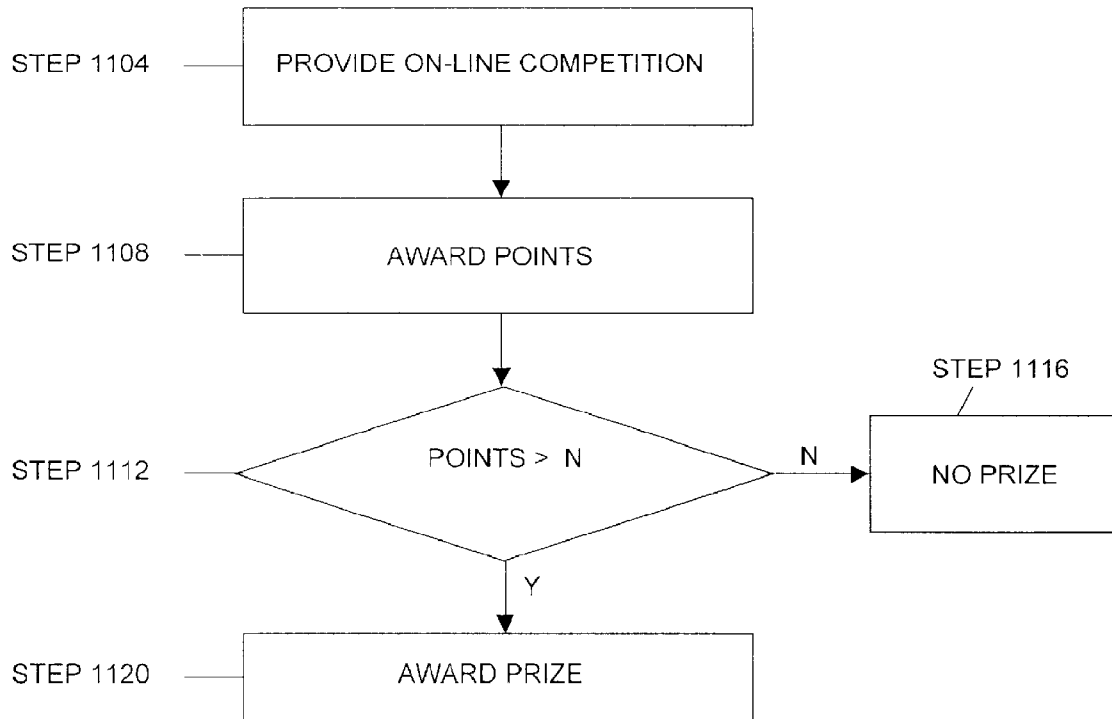 STEP 1104
PROVIDE ON-LINE COMPETITION
STEP 1108
AWARD POINTS
STEP 1116
STEP 1112
POINTS > N
N
NO PRIZE
Y
STEP 1120
AWARD PRIZE